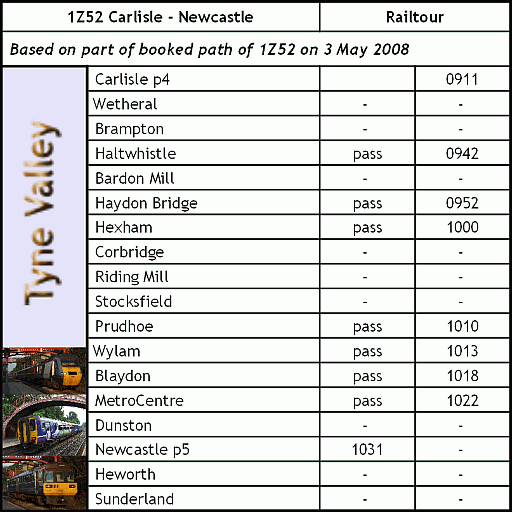 1Z52 Carlisle - Newcastle Railtour
Based on part of booked path of 1Z52 on 3 May 2008
Tyne Valley
Carlisle p4 0911
Wetheral - -
Brampton - -
Haltwhistle pass 0942
Bardon Mill - -
Haydon Bridge pass 0952
Hexham pass 1000
Corbridge - -
Riding Mill - -
Stocksfield - -
Prudhoe pass 1010
Wylam pass 1013
Blaydon pass 1018
MetroCentre pass 1022
Dunston - -
Newcastle p5 1031 -
Heworth - -
Sunderland - -